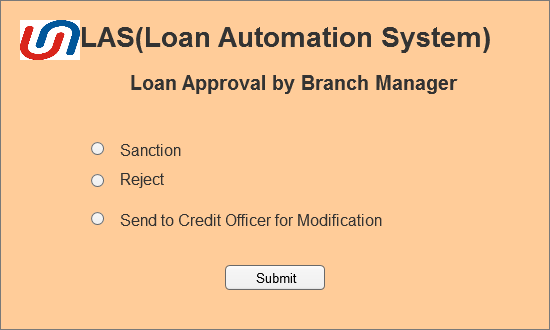 LAS(Loan Automation System)
Loan Approval by Branch Manager
Sanction
Reject
Send to Credit Officer for Modification
Submit